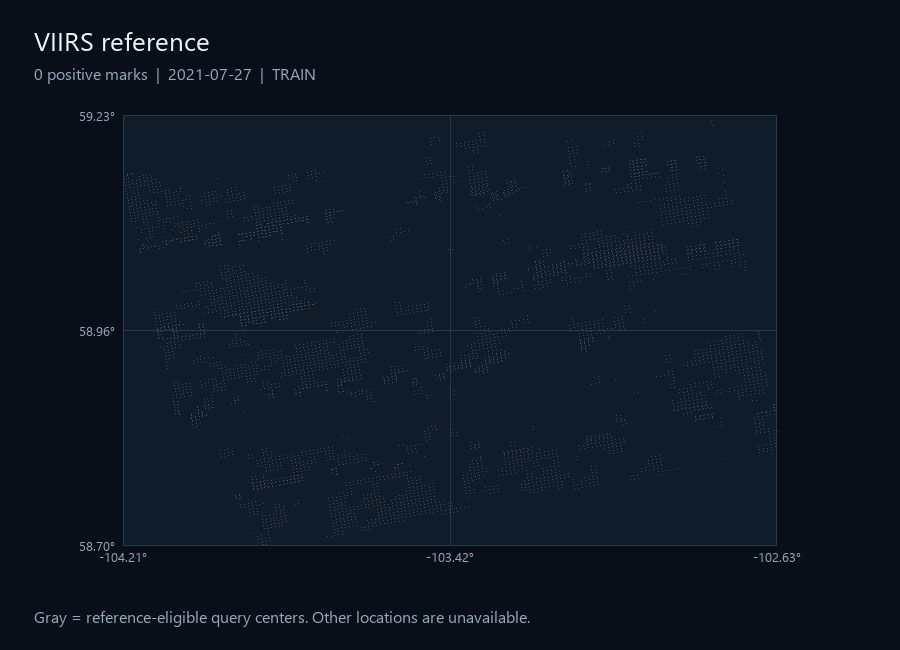 VIIRS reference
0 positive marks | 2021-07-27 | TRAIN
59.23°
58.96°
58.70°
-104.21°
-103.42°
-102.63°
Gray = reference-eligible query centers. Other locations are unavailable.